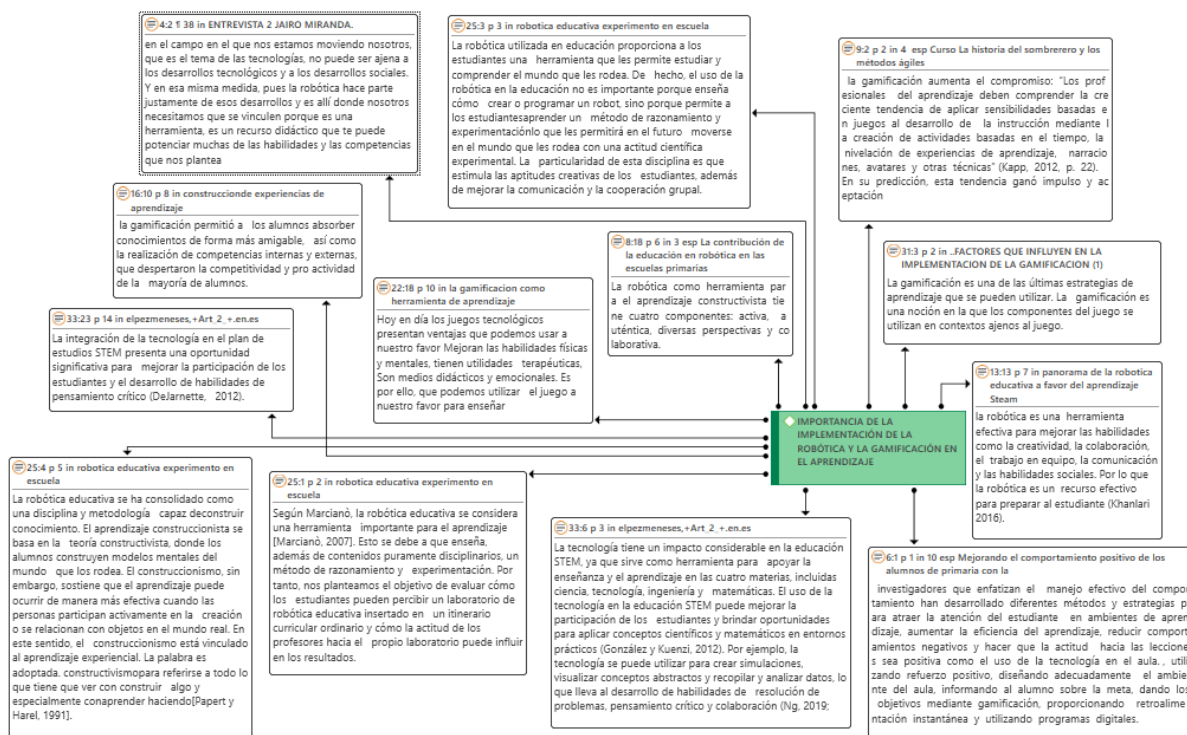 4:2 ¶ 38 in ENTREVISTA 2 JAIRO MIRANDA.
en el campo en el que nos estamos moviendo nosotros,
que es el tema de las tecnologías, no puede ser ajena a
los desarrollos tecnológicos y a los desarrollos sociales.
Y en esa misma medida, pues la robótica hace parte
justamente de esos desarrollos y es allí donde nosotros
necesitamos que se vinculen porque es una
herramienta, es un recurso didáctico que te puede
potenciar muchas de las habilidades y las competencias
que nos plantea
25:3 p 3 in robotica educativa experimento en escuela
La robótica utilizada en educación proporciona a los
estudiantes una herramienta que les permite estudiar y
comprender el mundo que les rodea. De hecho, el uso de la
robótica en la educación no es importante porque enseña
cómo crear o programar un robot, sino porque permite a
los estudiantesaprender un método de razonamiento y
experimentaciónlo que les permitirá en el futuro moverse
en el mundo que les rodea con una actitud científica
experimental. La particularidad de esta disciplina es que
estimula las aptitudes creativas de los estudiantes, además
de mejorar la comunicación y la cooperación grupal.
9:2 p 2 in 4 esp Curso La historia del sombrerero y los
métodos ágiles
la gamificación aumenta el compromiso: "Los prof
esionales del aprendizaje deben comprender la cre
ciente tendencia de aplicar sensibilidades basadas e
n juegos al desarrollo de la instrucción mediante l
a creación de actividades basadas en el tiempo, la
nivelación de experiencias de aprendizaje, narracio
nes, avatares y otras técnicas" (Kapp, 2012, p. 22).
En su predicción, esta tendencia ganó impulso y ac
eptación
16:10 p 8 in construccionde experiencias de
aprendizaje
la gamificación permitió a los alumnos absorber
conocimientos de forma más amigable, así como
la realización de competencias internas y externas,
que despertaron la competitividad y pro actividad
de la mayoría de alumnos.
8:18 p 6 in 3 esp La contribución de
la educación en robótica en las
escuelas primarias
La robótica como herramienta par
a el aprendizaje constructivista tie
ne cuatro componentes: activa, a
uténtica, diversas perspectivas y co
laborativa.
31:3 p 2 in ..FACTORES QUE INFLUYEN EN LA
IMPLEMENTACION DE LA GAMIFICACION (1)
La gamificación es una de las últimas estrategias de
aprendizaje que se pueden utilizar. La gamificación es
una noción en la que los componentes del juego se
utilizan en contextos ajenos al juego.
22:18 p 10 in la gamificacion como
herramienta de aprendizaje
Hoy en día los juegos tecnológicos
presentan ventajas que podemos usar a
nuestro favor Mejoran las habilidades físicas
y mentales, tienen utilidades terapéuticas,
Son medios didácticos y emocionales. Es
por ello, que podemos utilizar el juego a
nuestro favor para enseñar
33:23 p 14 in elpezmeneses,+Art_2_+.en.es
La integración de la tecnología en el plan de
estudios STEM presenta una oportunidad
significativa para mejorar la participación de los
estudiantes y el desarrollo de habilidades de
pensamiento crítico (DeJarnette, 2012).
13:13 p 7 in panorama de la robotica
educativa a favor del aprendizaje
Steam
la robótica es una herramienta
efectiva para mejorar las habilidades
como la creatividad, la colaboración,
el trabajo en equipo, la comunicación
y las habilidades sociales. Por lo que
la robótica es un recurso efectivo
para preparar al estudiante (Khanlari
2016).
IMPORTANCIA DE LA
IMPLEMENTACIÓN DE LA
ROBÓTICA Y LA GAMIFICACIÓN EN
EL APRENDIZAJE
25:4 p 5 in robotica educativa experimento en
escuela
La robótica educativa se ha consolidado como
una disciplina y metodología capaz deconstruir
conocimiento. El aprendizaje construccionista se
basa en la teoría constructivista, donde los
alumnos construyen modelos mentales del
mundo que los rodea. El construccionismo, sin
embargo, sostiene que el aprendizaje puede
ocurrir de manera más efectiva cuando las
personas participan activamente en la creación
o se relacionan con objetos en el mundo real. En
este sentido, el construccionismo está vinculado
al aprendizaje experiencial. La palabra es
adoptada. constructivismopara referirse a todo lo
que tiene que ver con construir algo y
especialmente conaprender haciendo[Papert y
Harel, 1991].
25:1 p 2 in robotica educativa experimento en
escuela
Según Marcianò, la robótica educativa se considera
una herramienta importante para el aprendizaje
[Marcianò, 2007]. Esto se debe a que enseña,
además de contenidos puramente disciplinarios, un
método de razonamiento y experimentación. Por
tanto, nos planteamos el objetivo de evaluar cómo
los estudiantes pueden percibir un laboratorio de
robótica educativa insertado en un itinerario
curricular ordinario y cómo la actitud de los
profesores hacia el propio laboratorio puede influir
en los resultados.
33:6 p 3 in elpezmeneses,+Art_2_+.en.es
La tecnología tiene un impacto considerable en la educación
STEM, ya que sirve como herramienta para apoyar la
enseñanza y el aprendizaje en las cuatro materias, incluidas
ciencia, tecnología, ingeniería y matemáticas. El uso de la
tecnología en la educación STEM puede mejorar la
participación de los estudiantes y brindar oportunidades
para aplicar conceptos científicos y matemáticos en entornos
prácticos (González y Kuenzi, 2012). Por ejemplo, la
tecnología se puede utilizar para crear simulaciones,
visualizar conceptos abstractos y recopilar y analizar datos, lo
que lleva al desarrollo de habilidades de resolución de
problemas, pensamiento crítico y colaboración (Ng, 2019;
6:1 p 1 in 10 esp Mejorando el comportamiento positivo de los
alumnos de primaria con la
investigadores que enfatizan el manejo efectivo del compor
tamiento han desarrollado diferentes métodos y estrategias p
ara atraer la atención del estudiante en ambientes de apren
dizaje, aumentar la eficiencia del aprendizaje, reducir comport
amientos negativos y hacer que la actitud hacia las leccione
s sea positiva como el uso de la tecnología en el aula. , utili
zando refuerzo positivo, diseñando adecuadamente el ambie
nte del aula, informando al alumno sobre la meta, dando los
objetivos mediante gamificación, proporcionando retroalime
ntación instantánea y utilizando programas digitales.